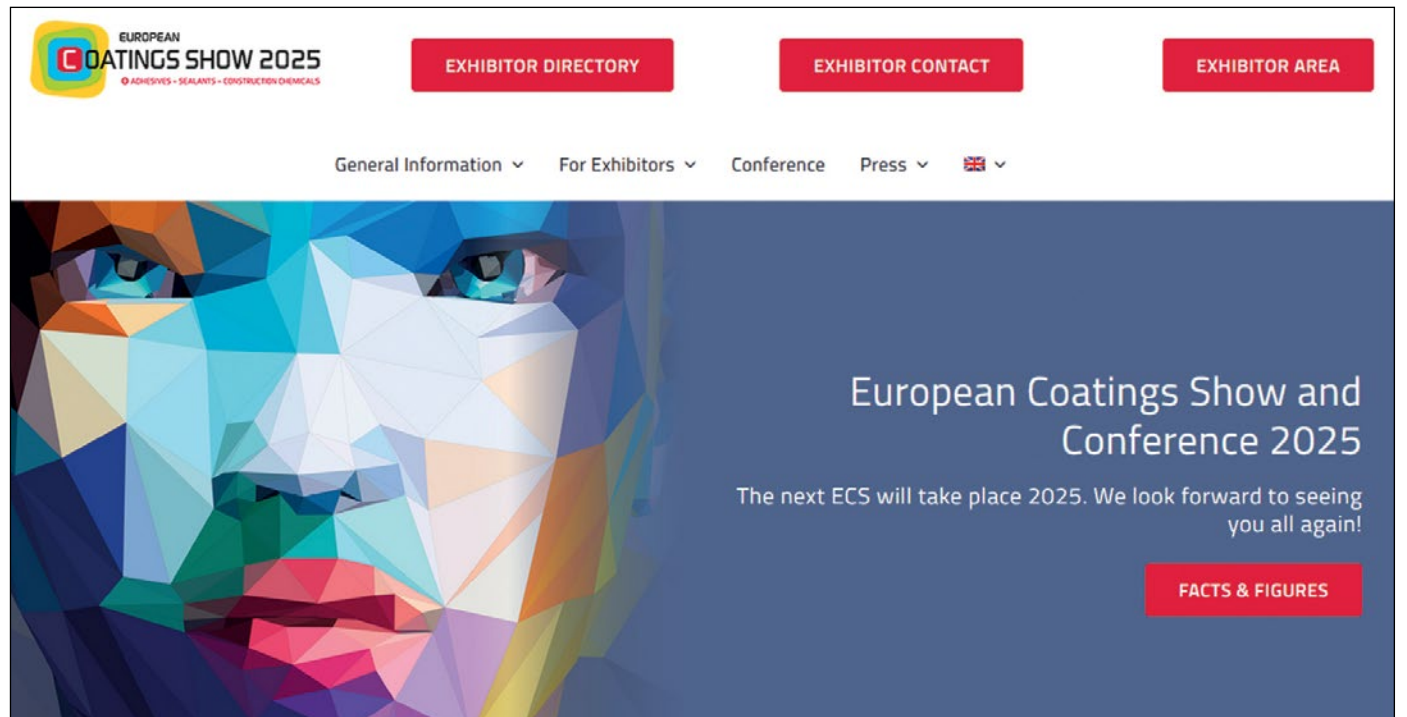 EUROPEAN
COATINGS SHOW 2025
+ ADHESIVES • SEALANTS • CONSTRUCTION CHEMICALS
EXHIBITOR DIRECTORY
EXHIBITOR CONTACT
EXHIBITOR AREA
General Information
For Exhibitors
Conference
Press
European Coatings Show and
Conference 2025
The next ECS will take place 2025. We look forward to seeing
you all again!
FACTS & FIGURES